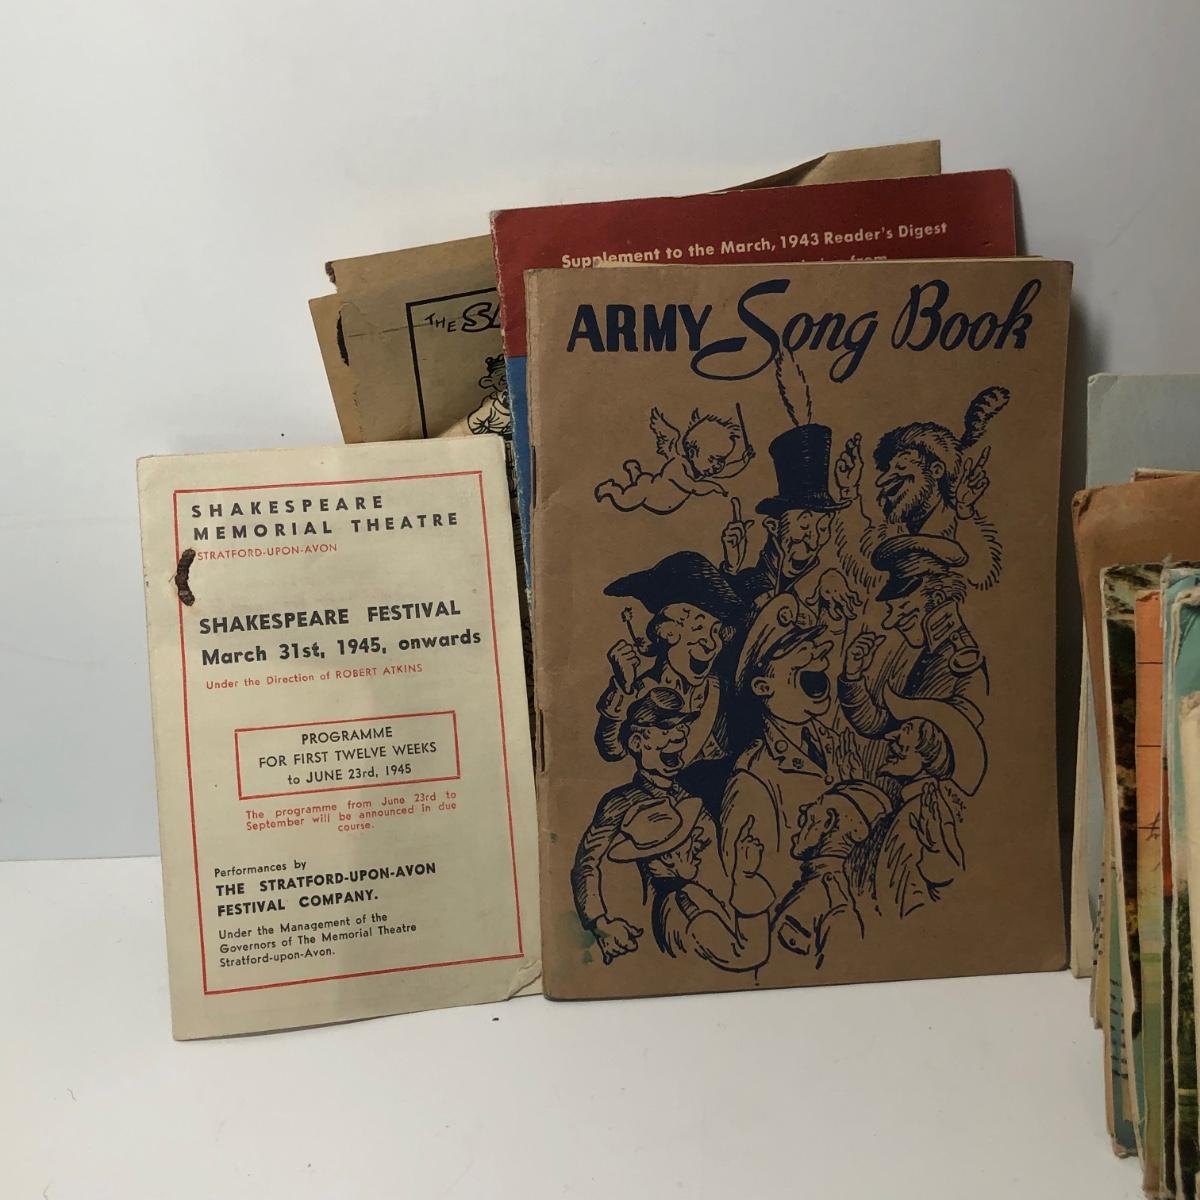 Supplement to the March, 1943 Reader's Digest
from
THE
ARMY Song Book
SHAKESPEARE
MEMORIAL THEATRE
STRATFORD-UPON-AVON
SHAKESPEARE FESTIVAL
March 31st, 1945, onwards
Under the Direction of ROBERT ATKINS
PROGRAMME
FOR FIRST TWELVE WEEKS
to JUNE 23rd, 1945
The programme from June 23rd to
September will be announced in due
course.
Performances by
THE STRATFORD-UPON-AVON
FESTIVAL COMPANY.
Under the Management of the
Governors of The Memorial Theatre
Stratford-upon-Avon.